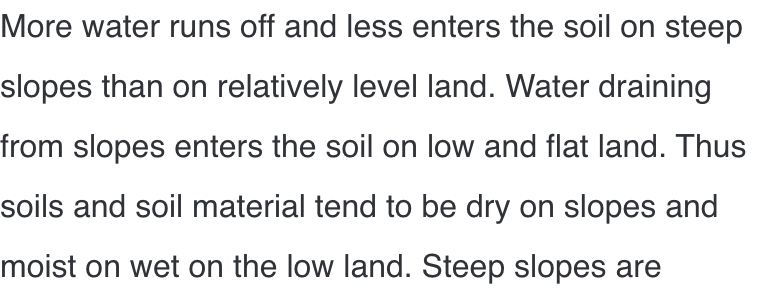 More water runs off and less enters the soil on steep
slopes than on relatively level land. Water draining
from slopes enters the soil on low and flat land. Thus
soils and soil material tend to be dry on slopes and
moist on wet on the low land. Steep slopes are